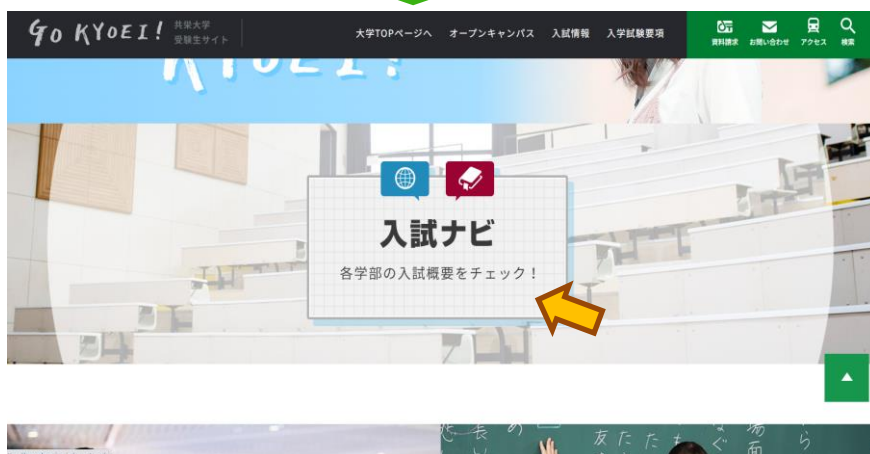 GO KYOEI!
共栄大学
受験生サイト
大学TOPページへ オープンキャンパス 入試情報 入学試験要項
資料請求 お問い合わせ アクセス 検索
KYOEI!
入試ナビ
各学部の入試概要をチェック！